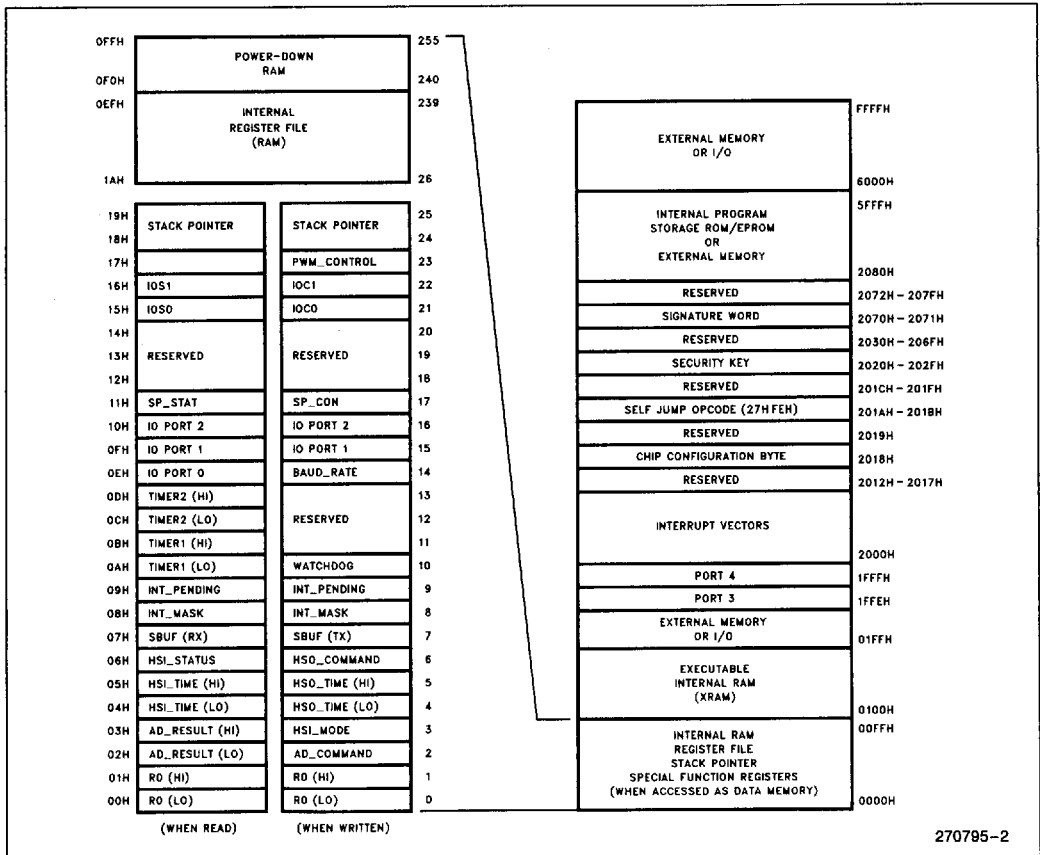 0FFH 255
POWER-DOWN
RAM
0F0H 240
0EFH 239
INTERNAL
REGISTER FILE
(RAM)
1AH 26
19H 25
STACK POINTER STACK POINTER
18H 24
17H PWM_CONTROL 23
16H IOS1 IOC1 22
15H IOS0 IOC0 21
14H 20
13H RESERVED RESERVED 19
12H 18
11H SP_STAT SP_CON 17
10H IO PORT 2 IO PORT 2 16
0FH IO PORT 1 IO PORT 1 15
0EH IO PORT 0 BAUD_RATE 14
0DH TIMER2 (HI) 13
0CH TIMER2 (LO) RESERVED 12
0BH TIMER1 (HI) 11
0AH TIMER1 (LO) WATCHDOG 10
09H INT_PENDING INT_PENDING 9
08H INT_MASK INT_MASK 8
07H SBUF (RX) SBUF (TX) 7
06H HSI_STATUS HSO_COMMAND 6
05H HSI_TIME (HI) HSO_TIME (HI) 5
04H HSI_TIME (LO) HSO_TIME (LO) 4
03H AD_RESULT (HI) HSI_MODE 3
02H AD_RESULT (LO) AD_COMMAND 2
01H R0 (HI) R0 (HI) 1
00H R0 (LO) R0 (LO) 0
(WHEN READ) (WHEN WRITTEN)
FFFFH
EXTERNAL MEMORY
OR I/O
6000H
5FFFH
INTERNAL PROGRAM
STORAGE ROM/EPROM
OR
EXTERNAL MEMORY
2080H
RESERVED 2072H - 207FH
SIGNATURE WORD 2070H - 2071H
RESERVED 2030H - 206FH
SECURITY KEY 2020H - 202FH
RESERVED 201CH - 201FH
SELF JUMP OPCODE (27H FEH) 201AH - 201BH
RESERVED 2019H
CHIP CONFIGURATION BYTE 2018H
RESERVED 2012H - 2017H
INTERRUPT VECTORS
2000H
PORT 4 1FFFH
PORT 3 1FFEH
EXTERNAL MEMORY
OR I/O 01FFH
EXECUTABLE
INTERNAL RAM
(XRAM)
0100H
00FFH
INTERNAL RAM
REGISTER FILE
STACK POINTER
SPECIAL FUNCTION REGISTERS
(WHEN ACCESSED AS DATA MEMORY)
0000H
270795-2